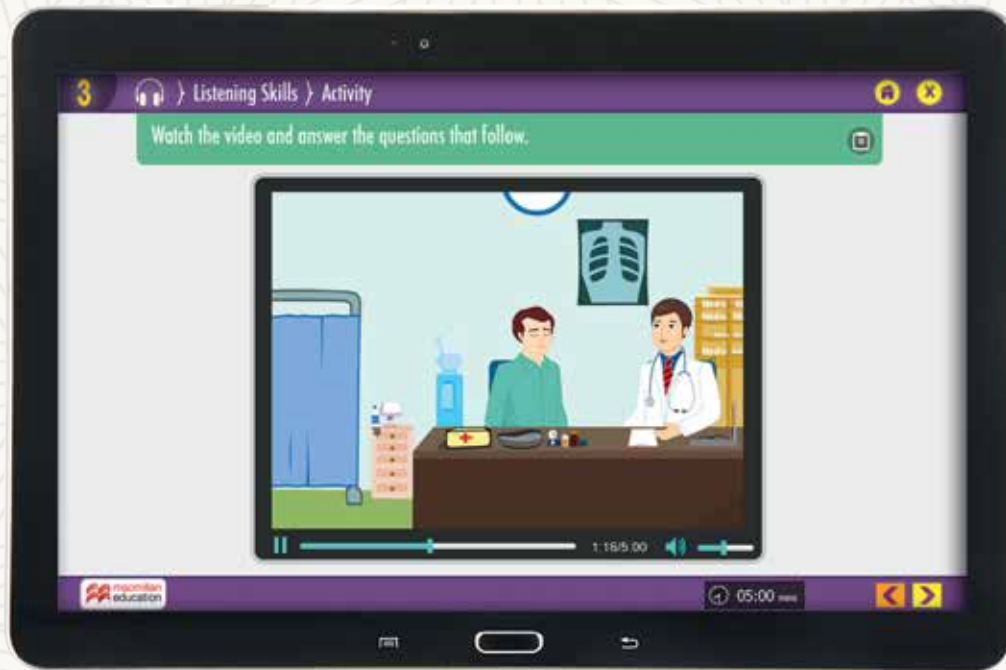 3 > Listening Skills > Activity
X
Watch the video and answer the questions that follow.
1:16/5.00
macmillan
education
05:00 mins